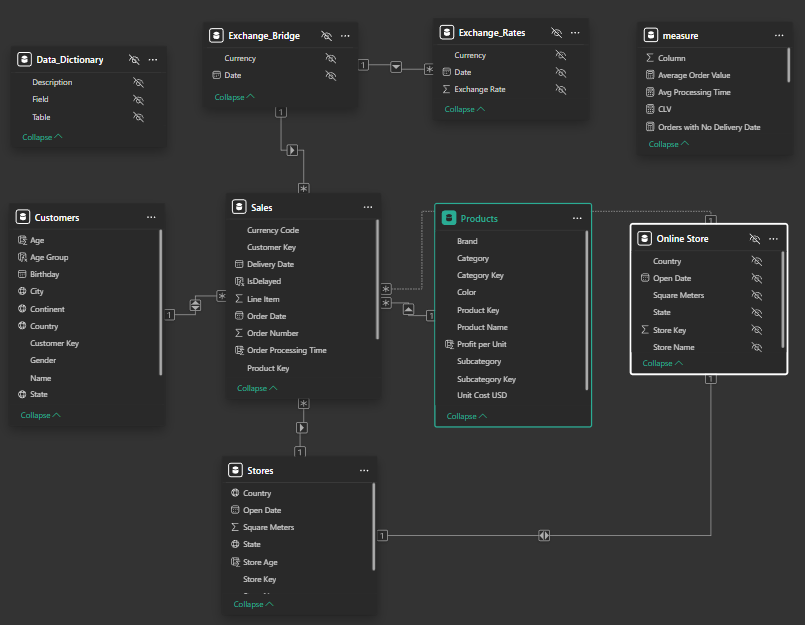 Data_Dictionary
Description
Field
Table
Collapse
Exchange_Bridge
Currency
Date
Collapse
Exchange_Rates
Currency
Date
Exchange Rate
Collapse
measure
Column
Average Order Value
Avg Processing Time
CLV
Orders with No Delivery Date
Collapse
1
*
1
*
Customers
Age
Age Group
Birthday
City
Continent
Country
Customer Key
Gender
Name
State
Collapse
1
*
Sales
Currency Code
Customer Key
Delivery Date
IsDelayed
Line Item
Order Date
Order Number
Order Processing Time
Product Key
Collapse
*
*
1
Products
Brand
Category
Category Key
Color
Product Key
Product Name
Profit per Unit
Subcategory
Subcategory Key
Unit Cost USD
Collapse
1
Online Store
Country
Open Date
Square Meters
State
Store Key
Store Name
Collapse
1
*
1
Stores
Country
Open Date
Square Meters
State
Store Age
Store Key
Collapse
1